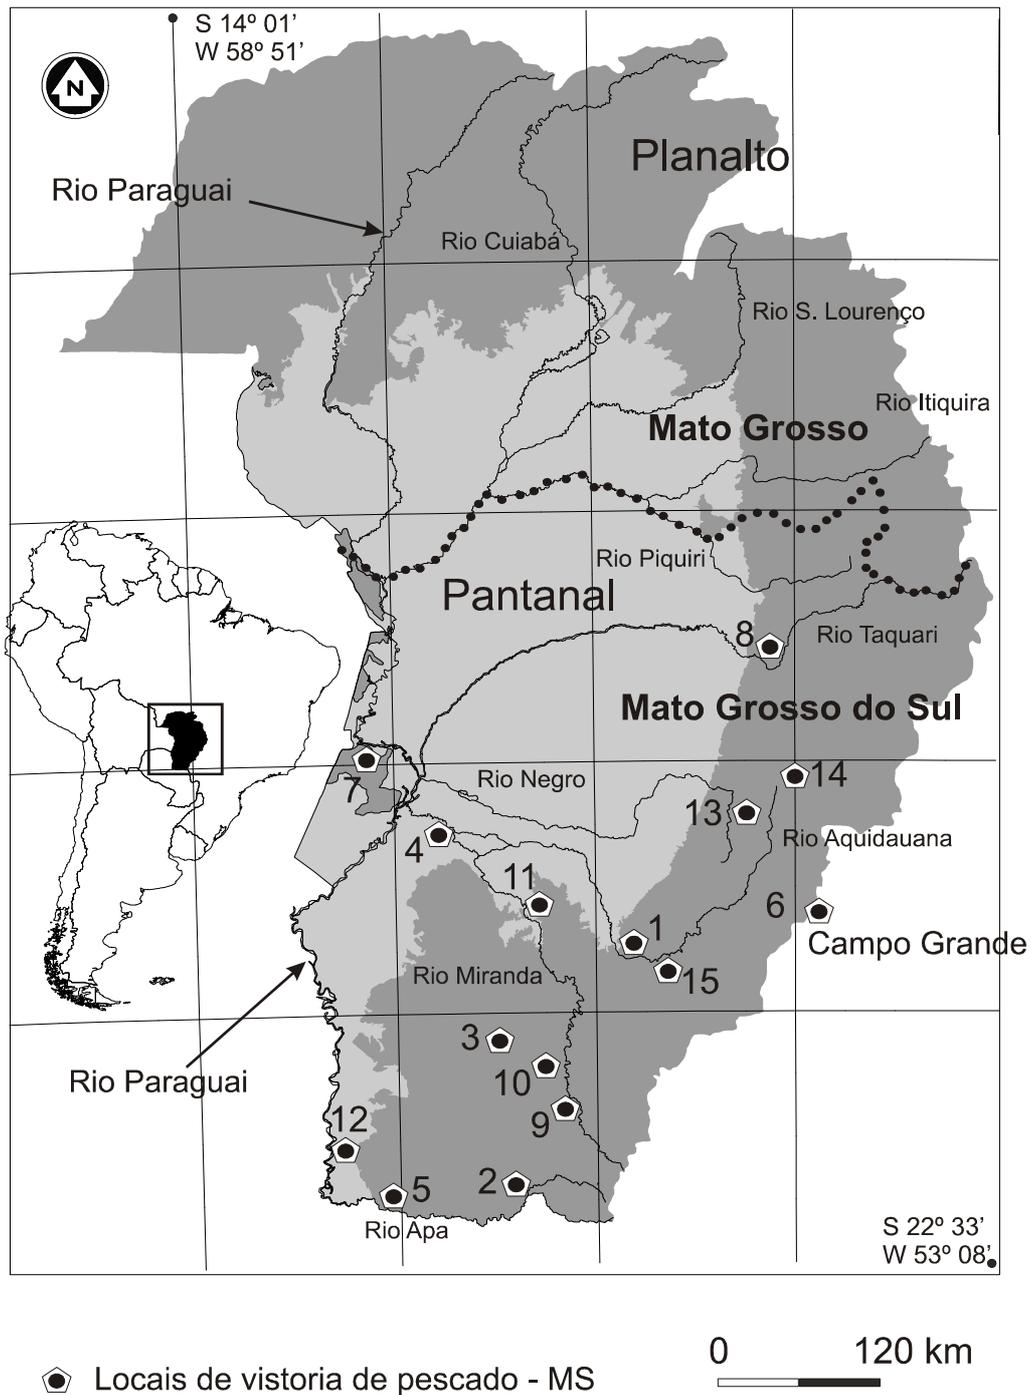 S 14º 01’
W 58º 51’
N
Planalto
Rio Paraguai
Rio Cuiabá
Rio S. Lourenço
Rio Itiquira
Mato Grosso
Rio Piquiri
Pantanal
8
Rio Taquari
Mato Grosso do Sul
7
Rio Negro
14
13
4
Rio Aquidauana
11
6
1
Campo Grande
Rio Miranda
15
3
10
Rio Paraguai
9
12
2
5
Rio Apa
S 22º 33’
W 53º 08’
0 120 km
Locais de vistoria de pescado - MS